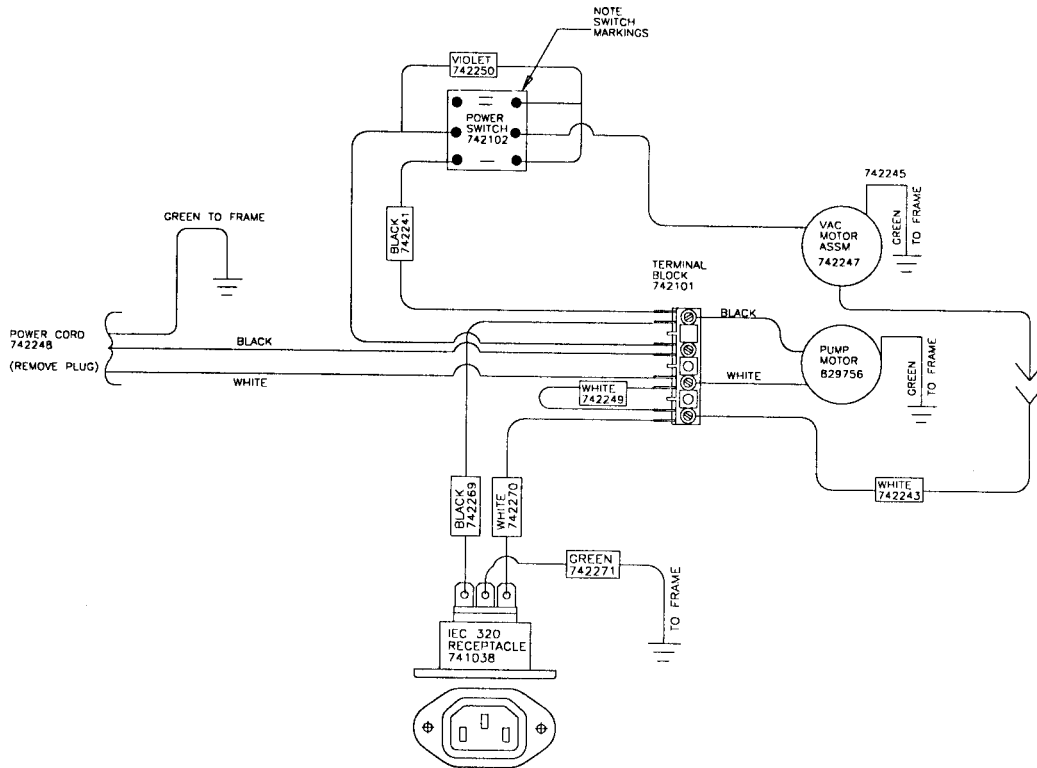 NOTE
SWITCH
MARKINGS
VIOLET
742250
POWER
SWITCH
742102
BLACK
742241
GREEN TO FRAME
742245
GREEN
TO FRAME
VAC
MOTOR
ASSM
742247
TERMINAL
BLOCK
742101
POWER CORD
742248
(REMOVE PLUG)
BLACK
WHITE
BLACK
WHITE
PUMP
MOTOR
829756
GREEN
TO FRAME
WHITE
742249
WHITE
742243
BLACK
742269
WHITE
742270
GREEN
742271
TO FRAME
IEC 320
RECEPTACLE
741038